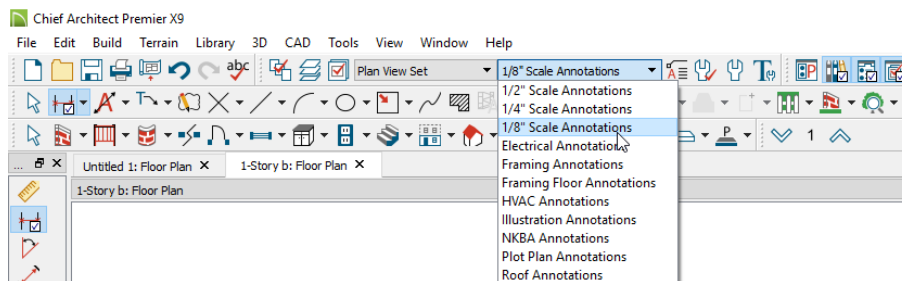 Chief Architect Premier X9
File Edit Build Terrain Library 3D CAD Tools View Window Help
abc Plan View Set 1/8" Scale Annotations
1/2" Scale Annotations
1/4" Scale Annotations
1/8" Scale Annotations
Electrical Annotations
Framing Annotations
Framing Floor Annotations
HVAC Annotations
Illustration Annotations
NKBA Annotations
Plot Plan Annotations
Roof Annotations
1
... Untitled 1: Floor Plan 1-Story b: Floor Plan
1-Story b: Floor Plan